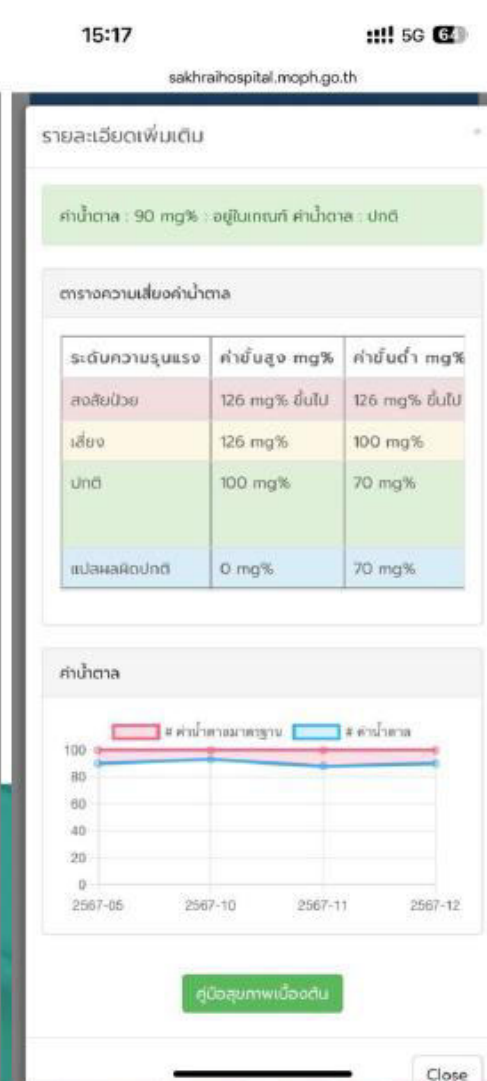 15:17
5G 64
sakhraihospital.moph.go.th
รายละเอียดเพิ่มเติม
ค่าน้ำตาล : 90 mg% : อยู่ในเกณฑ์ ค่าน้ำตาล : ปกติ
ตารางความเสี่ยงค่าน้ำตาล
ระดับความรุนแรง ค่าขั้นสูง mg% ค่าขั้นต่ำ mg%
สงสัยป่วย 126 mg% ขึ้นไป 126 mg% ขึ้นไป
เสี่ยง 126 mg% 100 mg%
ปกติ 100 mg% 70 mg%
แปลผลผิดปกติ 0 mg% 70 mg%
ค่าน้ำตาล
# ค่าน้ำตาลมาตรฐาน # ค่าน้ำตาล
100
80
60
40
20
0
2567-05 2567-10 2567-11 2567-12
คู่มือสุขภาพเบื้องต้น
Close